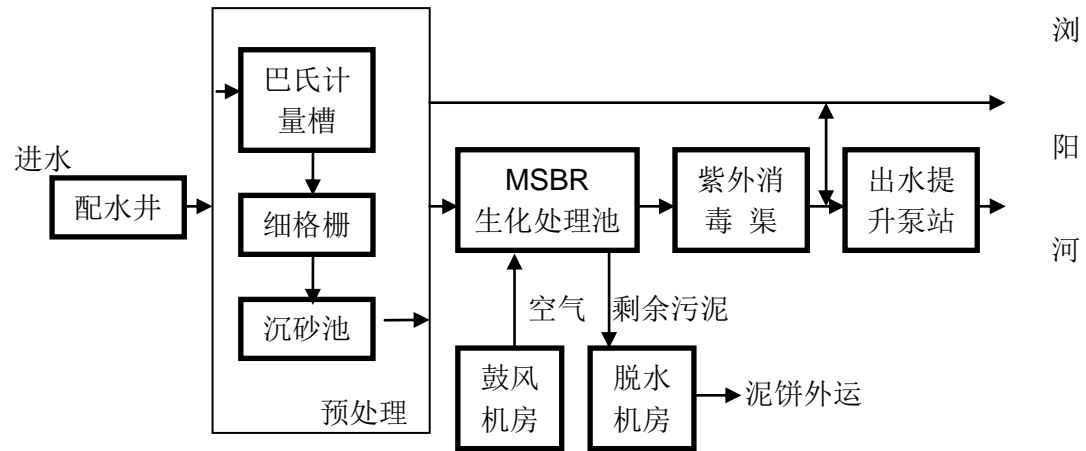 进水
配水井
巴氏计
量槽
细格栅
沉砂池
预处理
MSBR
生化处理池
空气
剩余污泥
鼓风
机房
脱水
机房
泥饼外运
紫外消
毒 渠
出水提
升泵站
浏
阳
河